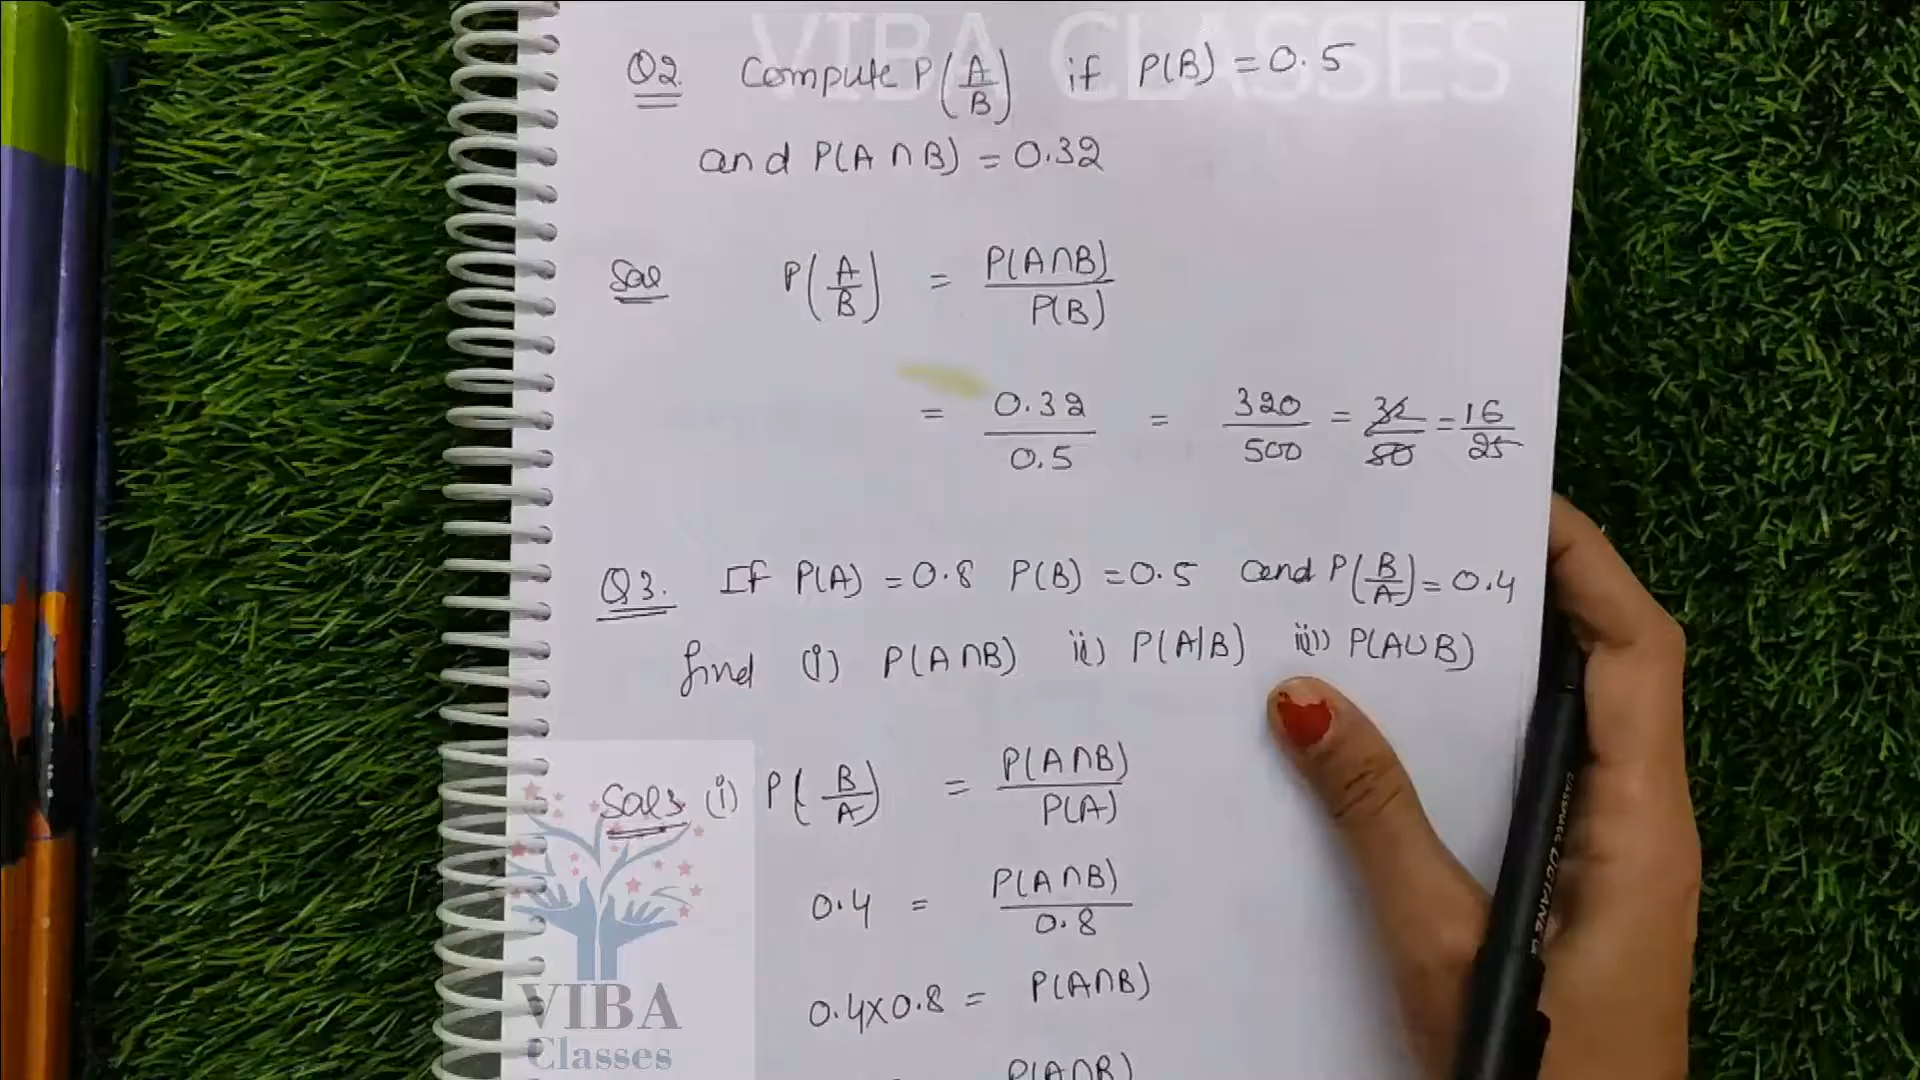 VIBA CLASSES
Q2. Compute P(A/B) if P(B) = 0.5
and P(A∩B) = 0.32
Sol P(A/B) = P(A∩B)/P(B)
= 0.32/0.5 = 320/500 = 32/50 = 16/25
Q3. If P(A) = 0.8 P(B) = 0.5 and P(B/A) = 0.4
find (i) P(A∩B) ii) P(A|B) iii) P(A∪B)
Sol3 (i) P(B/A) = P(A∩B)/P(A)
0.4 = P(A∩B)/0.8
0.4×0.8 = P(A∩B)
P(A∩B)
VIBA
Classes